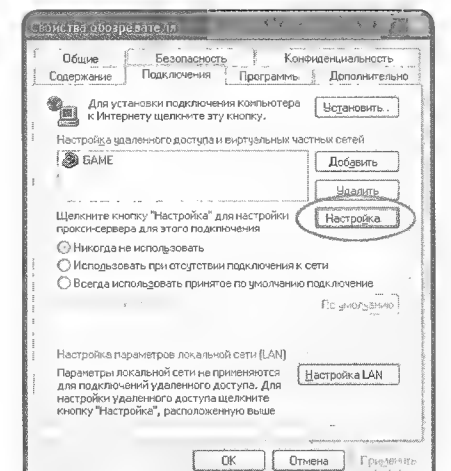 Свойства обозревателя
Общие Безопасность Конфиденциальность
Содержание Подключения Программы Дополнительно
Для установки подключения компьютера
к Интернету щелкните эту кнопку.
Установить..
Настройка удаленного доступа и виртуальных частных сетей
GAME
Добавить
Удалить
Щелкните кнопку "Настройка" для настройки
прокси-сервера для этого подключения
Настройка
Никогда не использовать
Использовать при отсутствии подключения к сети
Всегда использовать принятое по умолчанию подключение
По умолчанию
Настройка параметров локальной сети (LAN)
Параметры локальной сети не применяются
для подключений удаленного доступа. Для
настройки удаленного доступа щелкните
кнопку "Настройка", расположенную выше
Настройка LAN
OK Отмена Применить